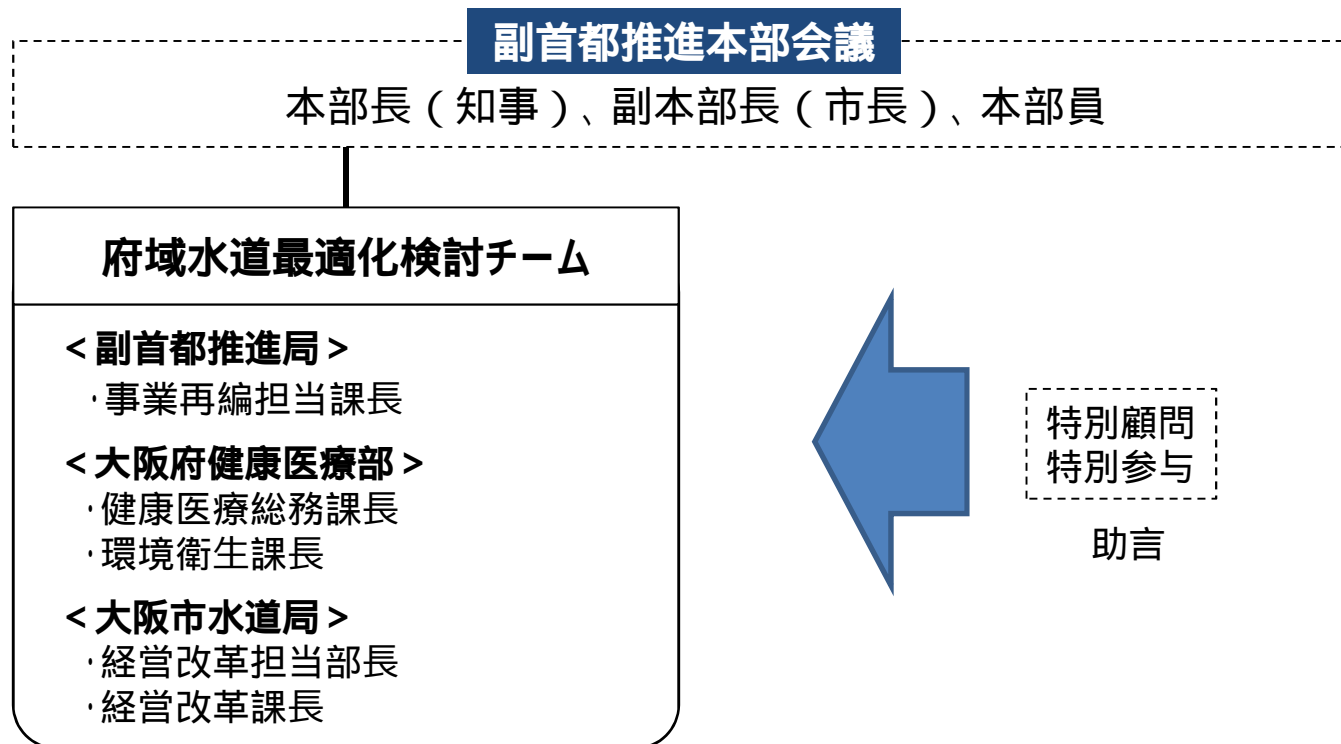 副首都推進本部会議
本部長（知事）、副本部長（市長）、本部員
府域水道最適化検討チーム
＜副首都推進局＞
・事業再編担当課長
＜大阪府健康医療部＞
・健康医療総務課長
・環境衛生課長
＜大阪市水道局＞
・経営改革担当部長
・経営改革課長
特別顧問
特別参与
助言